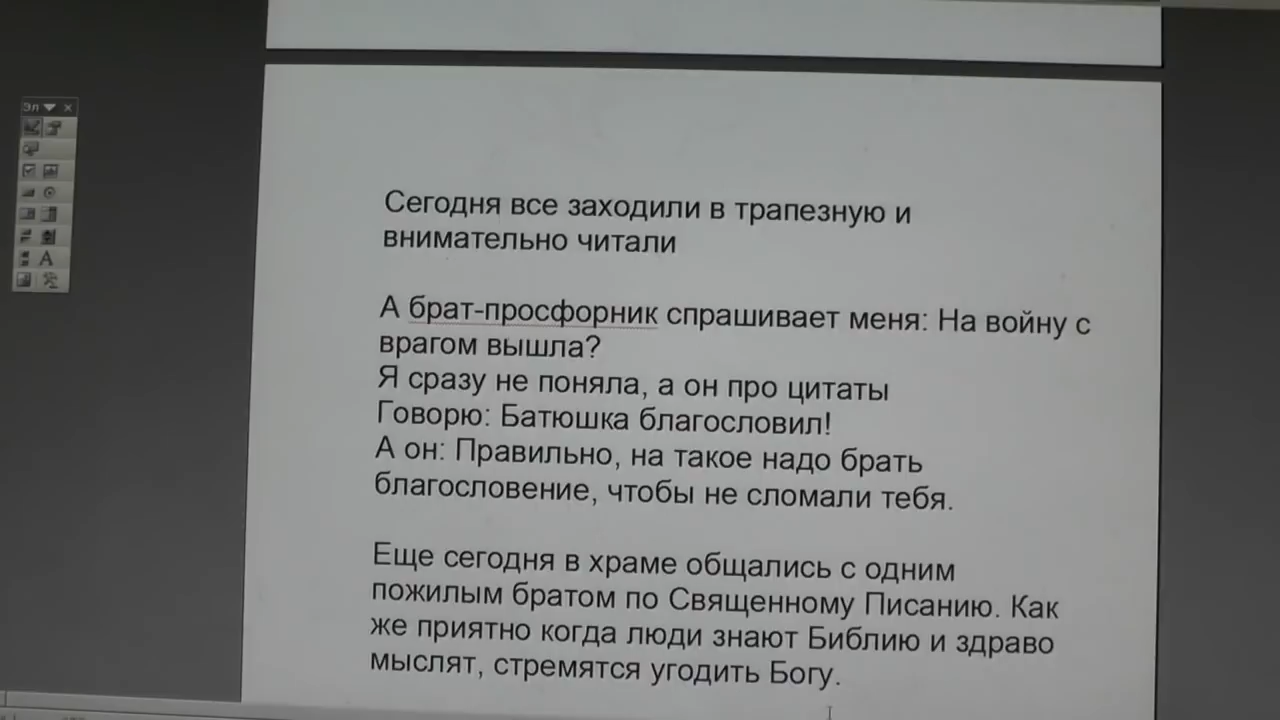 Эл
Сегодня все заходили в трапезную и
внимательно читали
А брат-просфорник спрашивает меня: На войну с
врагом вышла?
Я сразу не поняла, а он про цитаты
Говорю: Батюшка благословил!
А он: Правильно, на такое надо брать
благословение, чтобы не сломали тебя.
Еще сегодня в храме общались с одним
пожилым братом по Священному Писанию. Как
же приятно когда люди знают Библию и здраво
мыслят, стремятся угодить Богу.